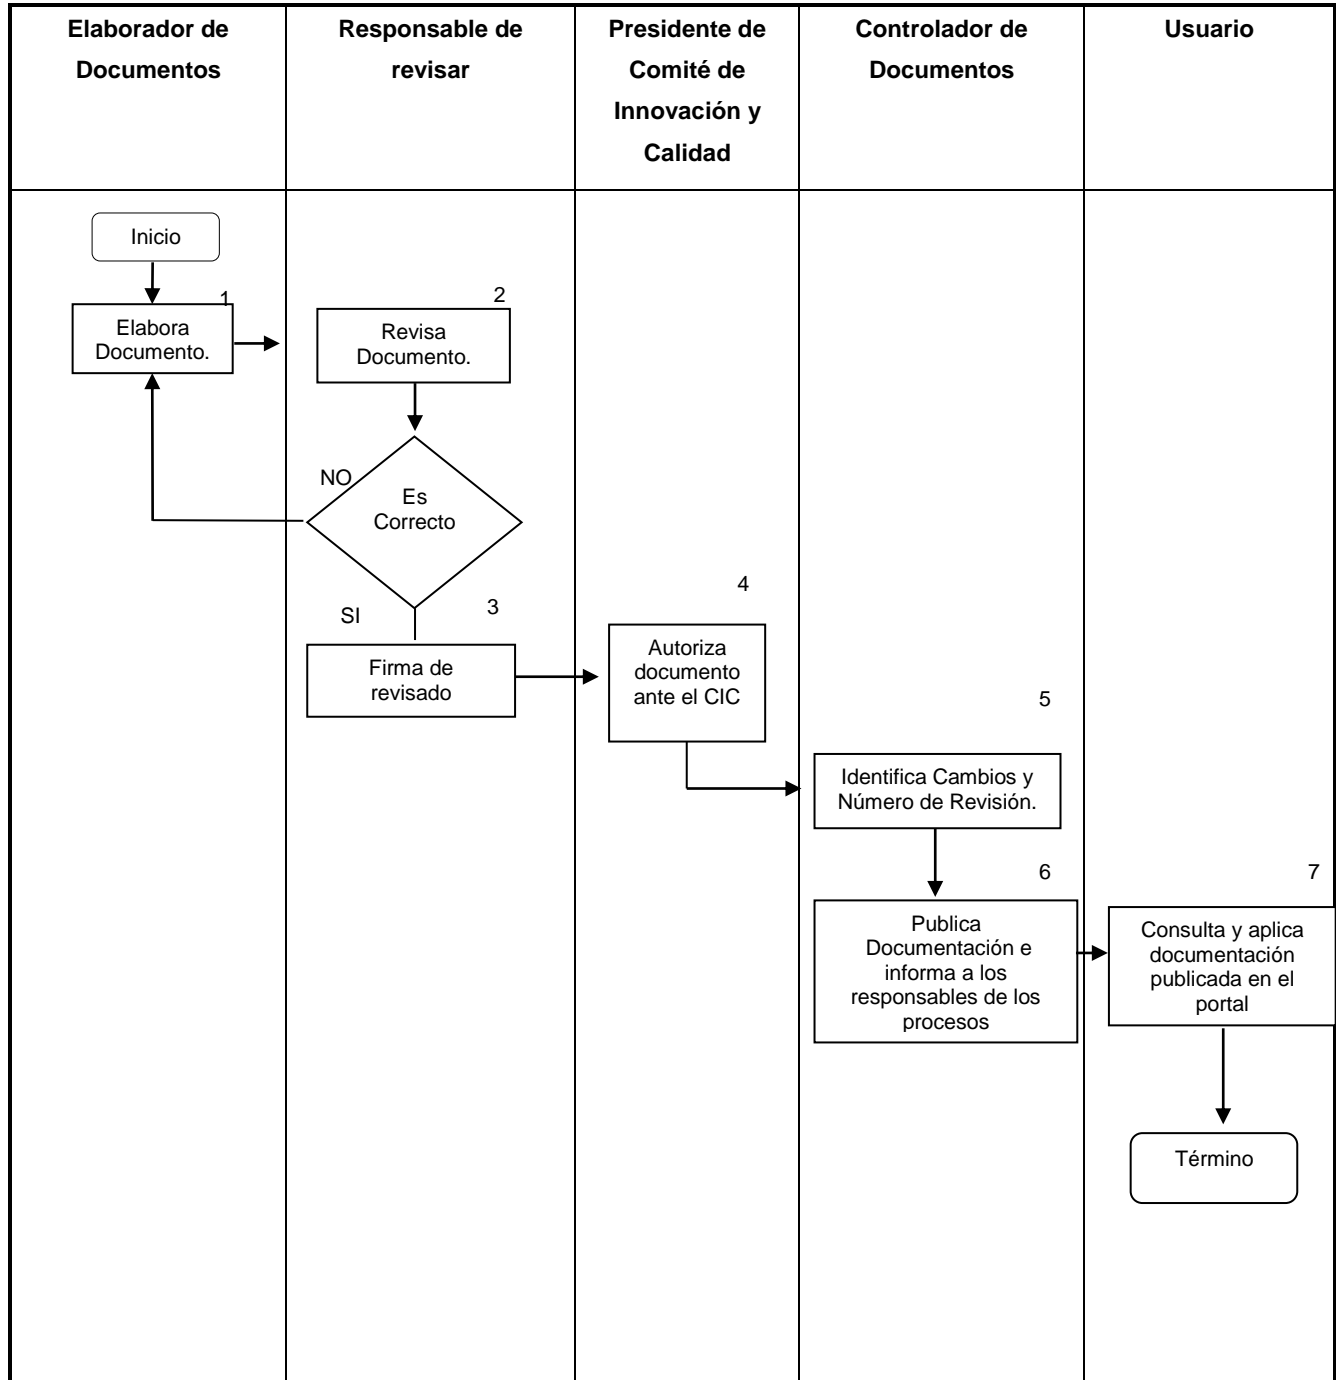 Elaborador de
Documentos
Responsable de
revisar
Presidente de
Comité de
Innovación y
Calidad
Controlador de
Documentos
Usuario
Inicio
1
Elabora
Documento.
2
Revisa
Documento.
NO
Es
Correcto
SI
3
Firma de
revisado
4
Autoriza
documento
ante el CIC
5
Identifica Cambios y
Número de Revisión.
6
Publica
Documentación e
informa a los
responsables de los
procesos
7
Consulta y aplica
documentación
publicada en el
portal
Término